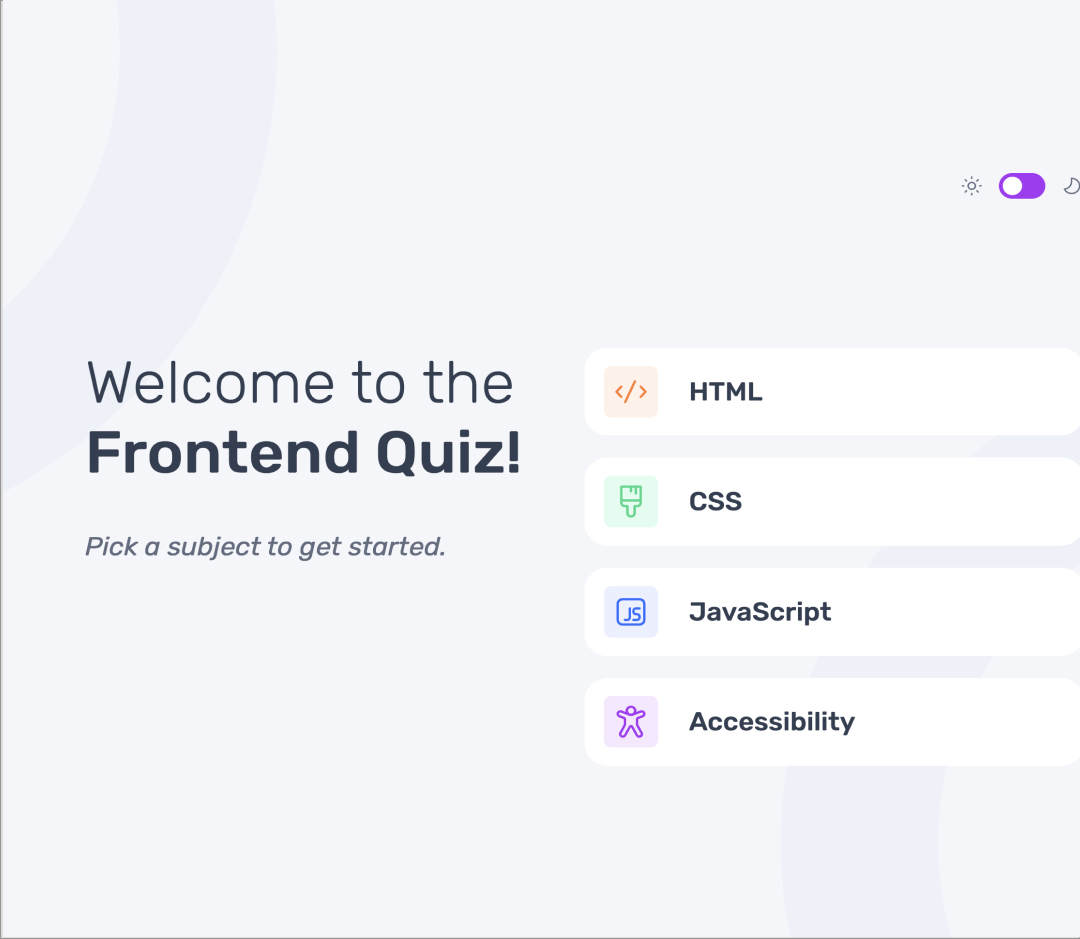 Welcome to the
Frontend Quiz!
Pick a subject to get started.
HTML
CSS
JS
JavaScript
Accessibility